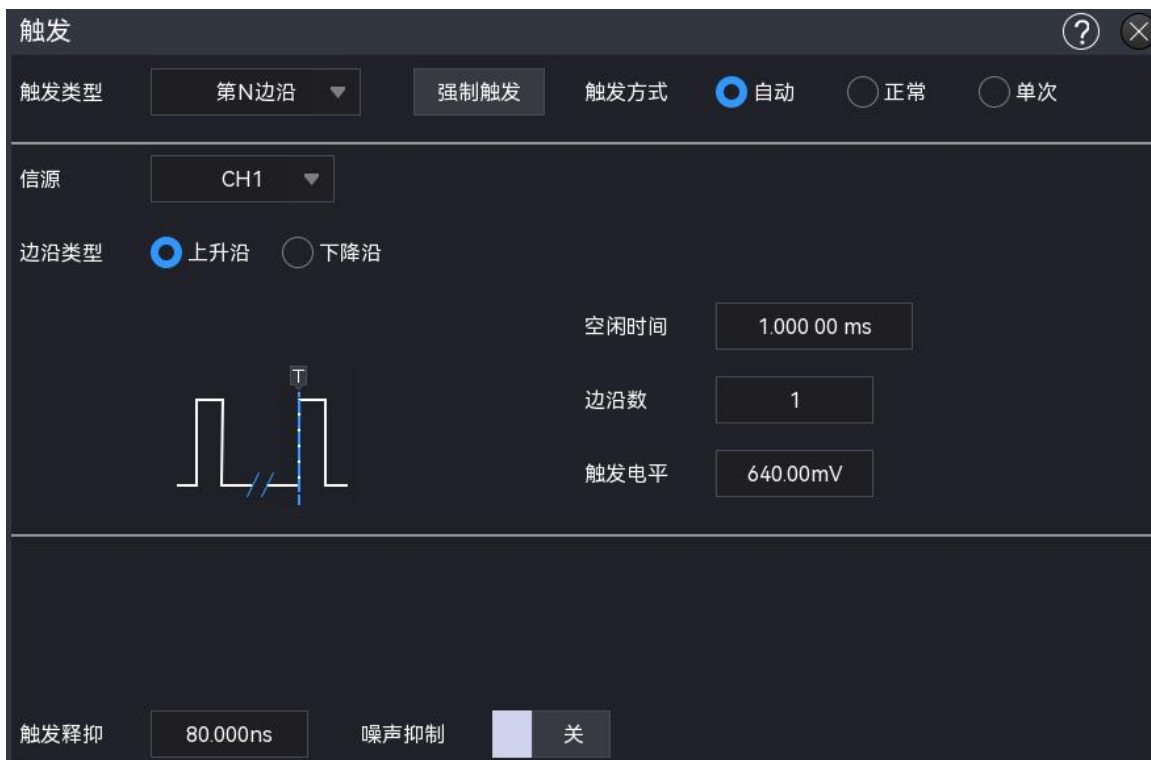 触发
触发类型 第N边沿 强制触发 触发方式 自动 正常 单次
信源 CH1
边沿类型 上升沿 下降沿
空闲时间 1.000 00 ms
T
边沿数 1
触发电平 640.00mV
触发释抑 80.000ns 噪声抑制 关